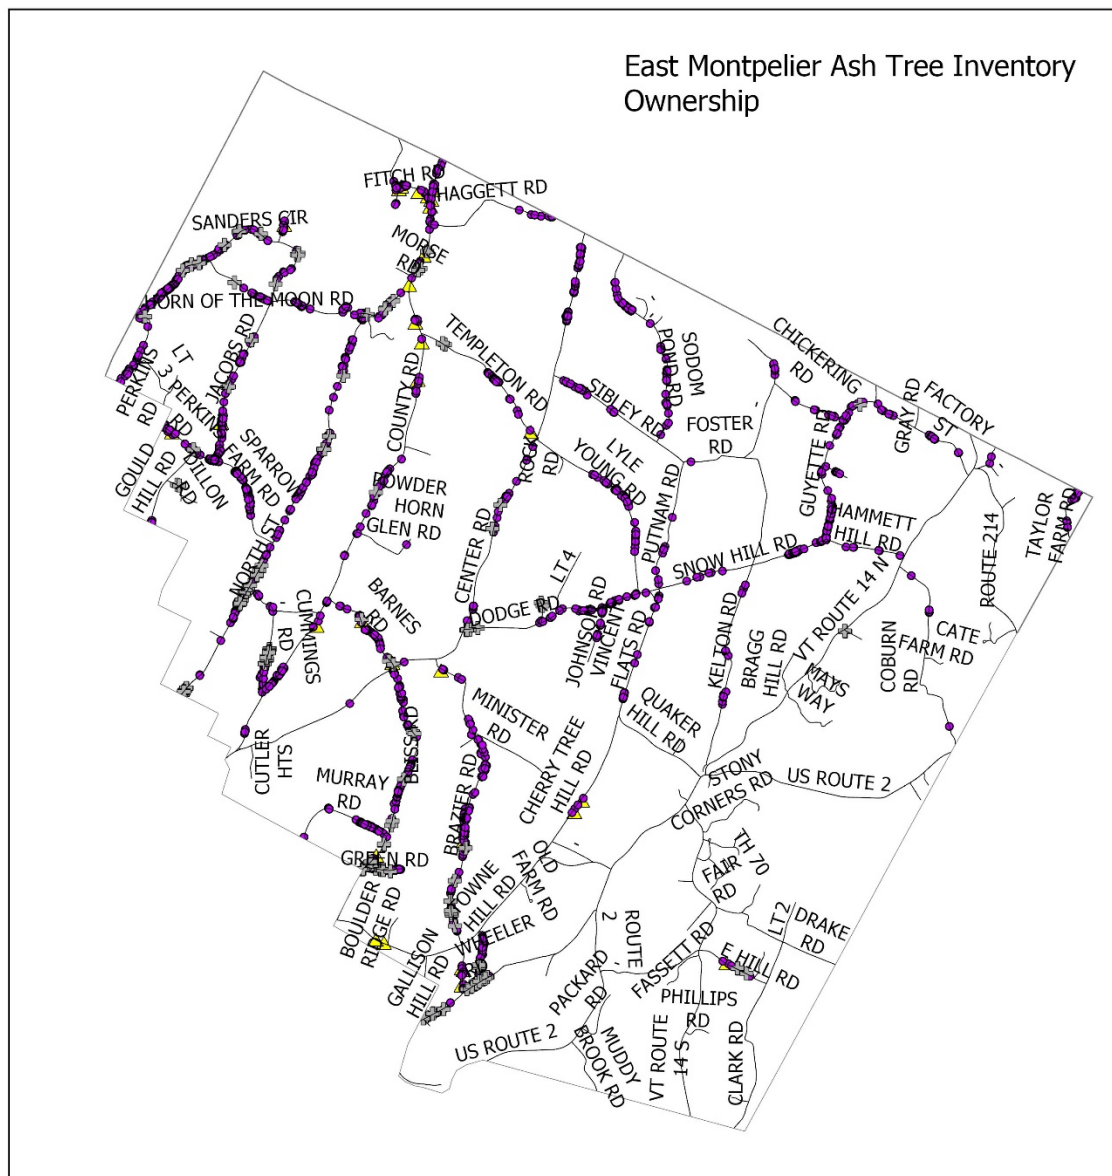 East Montpelier Ash Tree Inventory
Ownership
FITCH RD
HAGGETT RD
SANDERS CIR
MORSE
RD
HORN OF THE MOON RD
PERKINS
RD
LT
3 PERKINS
RD
JACOBS RD
COUNTY RD
TEMPLETON RD
SODOM
POND RD
CHICKERING
RD
SIBLEY RD
FOSTER
RD
GUYETTE RD
GRAY RD
FACTORY
ST
GOULD
HILL RD
DILLON
RD
SPARROW
FARM RD
ROCK
RD
LYLE
YOUNG RD
POWDER
HORN
GLEN RD
PUTNAM RD
HAMMETT
HILL RD
ROUTE 214
TAYLOR
FARM RD
NORTH ST
CENTER RD
LT 4
SNOW HILL RD
VT ROUTE 14 N
CUMMINGS
RD
BARNES
RD
DODGE RD
JOHNSON
RD
VINCENT
FLATS RD
KELTON RD
BRAGG
HILL RD
MAYS
WAY
COBURN
RD
CATE
FARM RD
CUTLER
HTS
BLISS RD
MINISTER
RD
QUAKER
HILL RD
CHERRY TREE
HILL RD
STONY
CORNERS RD
US ROUTE 2
MURRAY
RD
BRAZIER RD
GREEN RD
OLD
FARM RD
TH 70
FAIR
RD
BOULDER
RIDGE RD
TOWNE
HILL RD
WHEELER
RD
GALLISON
HILL RD
ROUTE
2
LT 2
DRAKE
RD
PACKARD
RD
FASSETT RD
E HILL RD
PHILLIPS
RD
US ROUTE 2
MUDDY
BROOK RD
VT ROUTE
14 S
CLARK RD